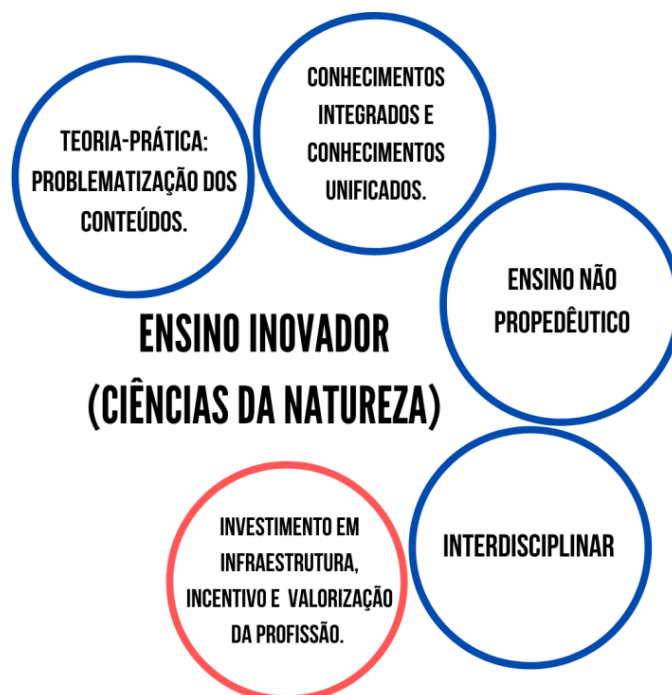 CONHECIMENTOS
INTEGRADOS E
CONHECIMENTOS
UNIFICADOS.
TEORIA-PRÁTICA:
PROBLEMATIZAÇÃO DOS
CONTEÚDOS.
ENSINO NÃO
PROPEDÊUTICO
ENSINO INOVADOR
(CIÊNCIAS DA NATUREZA)
INTERDISCIPLINAR
INVESTIMENTO EM
INFRAESTRUTURA,
INCENTIVO E VALORIZAÇÃO
DA PROFISSÃO.